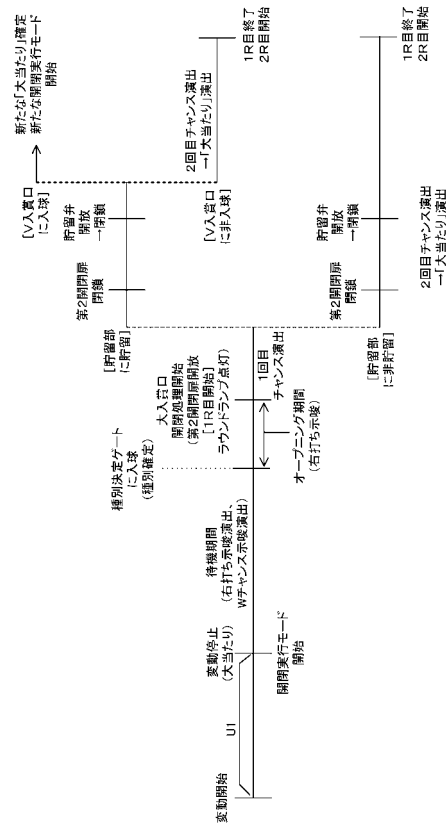 変動開始
U1
変動停止
(大当たり)
開閉実行モード
開始
待機期間
(右打ち示唆演出、
Wチャンス示唆演出)
種別決定ゲート
に入球
(種別確定)
オープニング期間
(右打ち示唆)
大入賞口
開閉処理開始
(第2開閉扉開放
[1R目開始]
ラウンドランプ点灯)
1回目
チャンス演出
[貯留部
に貯留]
第2開閉扉
閉鎖
貯留弁
開放
→閉鎖
[V入賞口
に入球]
新たな「大当たり」確定
新たな開閉実行モード
開始
[V入賞口
に非入球]
2回目チャンス演出
→「大当たり」演出
1R目終了
2R目開始
[貯留部
に非貯留]
第2開閉扉
閉鎖
貯留弁
開放
→閉鎖
2回目チャンス演出
→「大当たり」演出
1R目終了
2R目開始